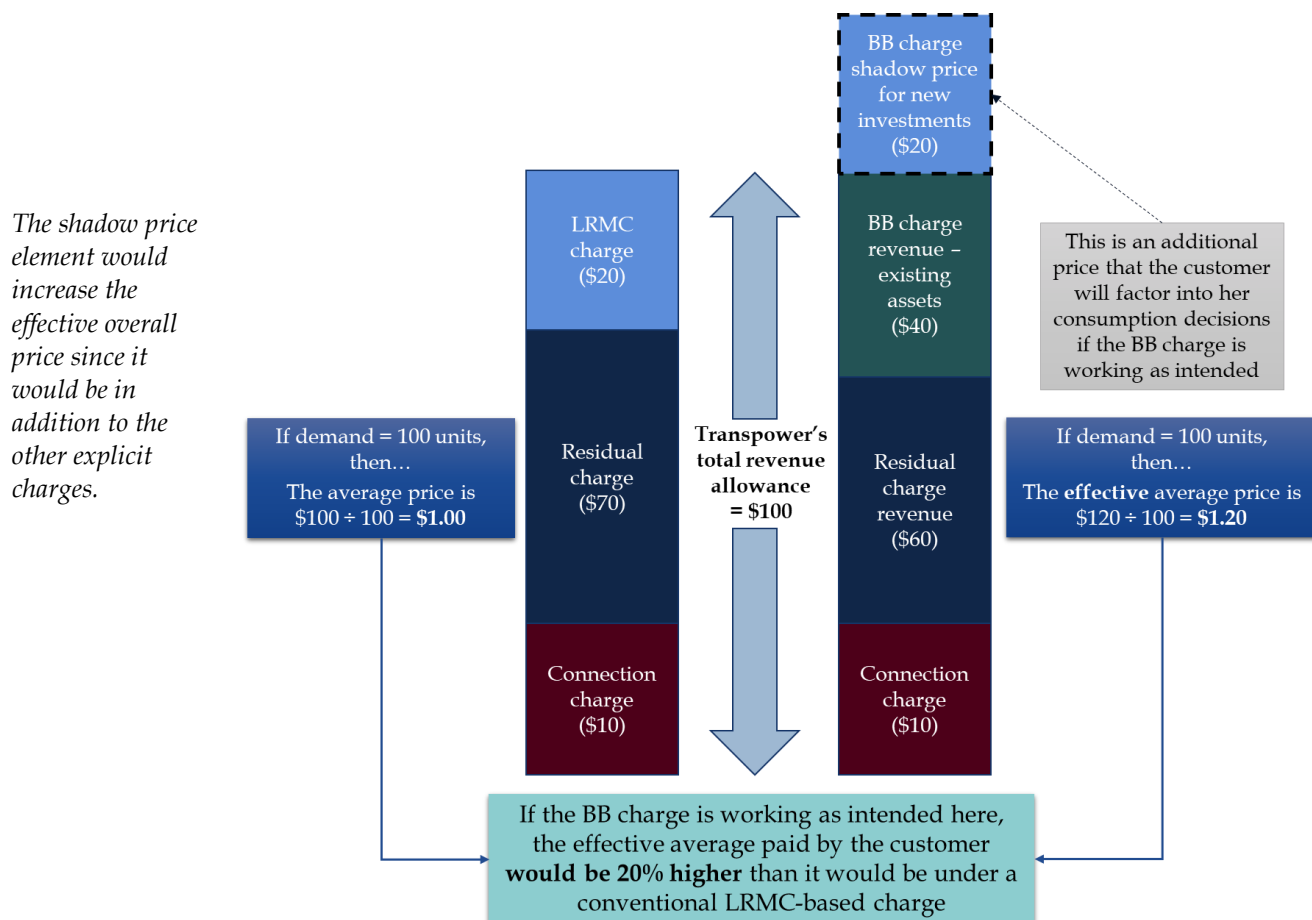 The shadow price
element would
increase the
effective overall
price since it
would be in
addition to the
other explicit
charges.
If demand = 100 units,
then…
The average price is
$100 ÷ 100 = $1.00
LRMC
charge
($20)
Residual
charge
($70)
Connection
charge
($10)
Transpower’s
total revenue
allowance
= $100
BB charge
shadow price
for new
investments
($20)
BB charge
revenue –
existing
assets
($40)
Residual
charge
revenue
($60)
Connection
charge
($10)
This is an additional
price that the customer
will factor into her
consumption decisions
if the BB charge is
working as intended
If demand = 100 units,
then…
The effective average price is
$120 ÷ 100 = $1.20
If the BB charge is working as intended here,
the effective average paid by the customer
would be 20% higher than it would be under a
conventional LRMC-based charge